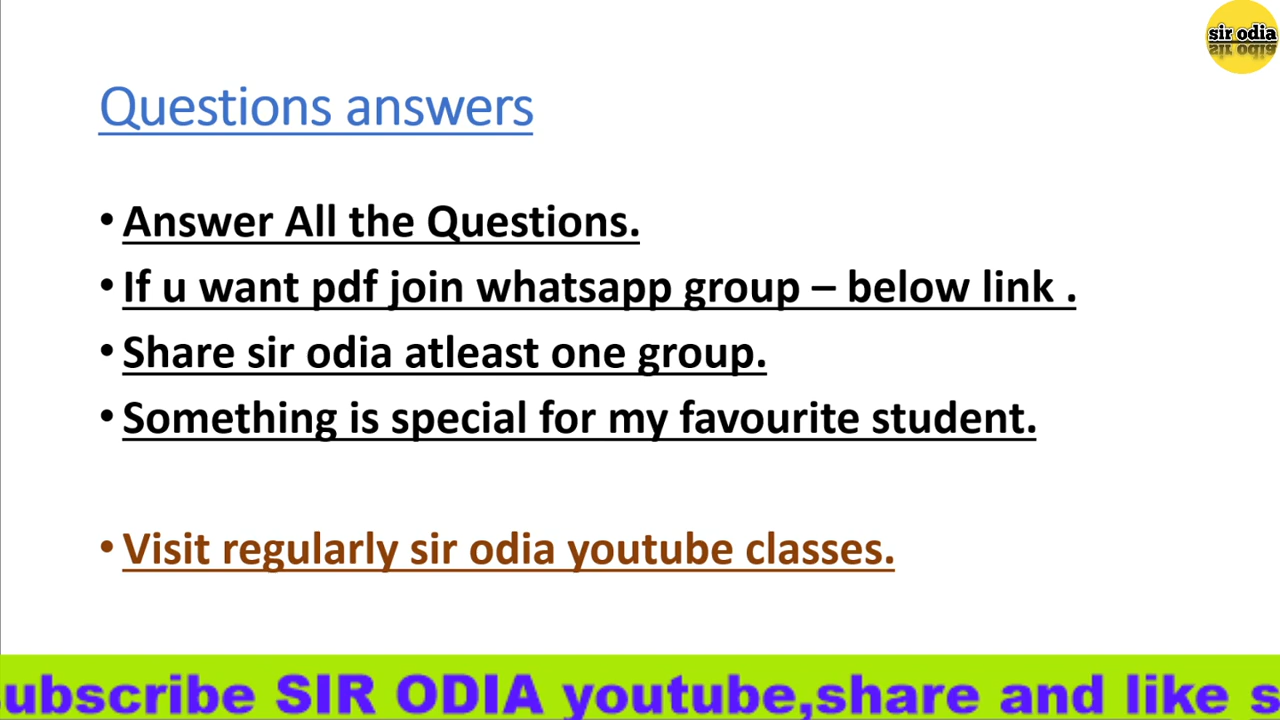 sir odia
Questions answers
• Answer All the Questions.
• If u want pdf join whatsapp group – below link .
• Share sir odia atleast one group.
• Something is special for my favourite student.
• Visit regularly sir odia youtube classes.
ubscribe SIR ODIA youtube,share and like s